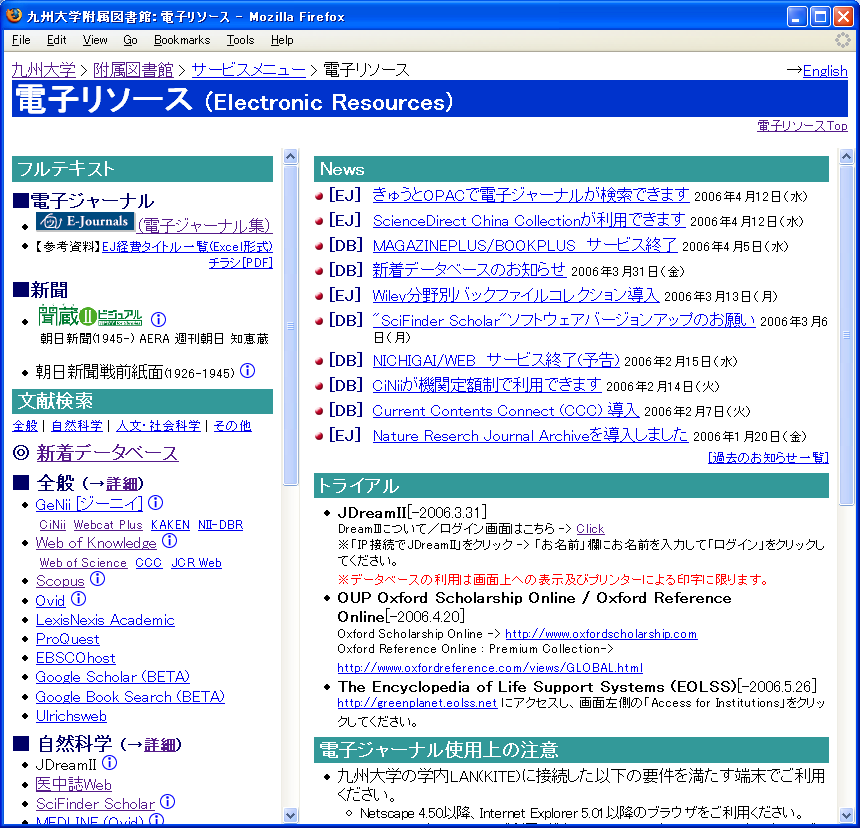 九州大学附属図書館: 電子リソース - Mozilla Firefox
File Edit View Go Bookmarks Tools Help
九州大学 > 附属図書館 > サービスメニュー > 電子リソース
→English
電子リソース (Electronic Resources)
電子リソースTop
フルテキスト
■電子ジャーナル
E-Journals (電子ジャーナル集)
【参考資料】EJ経費タイトル一覧(Excel形式)
チラシ[PDF]
■新聞
聞蔵Ⅱビジュアル
朝日新聞(1945-) AERA 週刊朝日 知恵蔵
朝日新聞戦前紙面(1926-1945)
文献検索
全般 | 自然科学 | 人文・社会科学 | その他
◎ 新着データベース
■ 全般 (→詳細)
GeNii [ジーニイ]
CiNii Webcat Plus KAKEN NII-DBR
Web of Knowledge
Web of Science CCC JCR Web
Scopus
Ovid
LexisNexis Academic
ProQuest
EBSCOhost
Google Scholar (BETA)
Google Book Search (BETA)
Ulrichsweb
■ 自然科学 (→詳細)
JDreamII
医中誌Web
SciFinder Scholar
MEDLINE (Ovid)
News
[EJ] きゅうとOPACで電子ジャーナルが検索できます 2006年4月12日(水)
[EJ] ScienceDirect China Collectionが利用できます 2006年4月12日(水)
[DB] MAGAZINEPLUS/BOOKPLUS サービス終了 2006年4月5日(水)
[DB] 新着データベースのお知らせ 2006年3月31日(金)
[EJ] Wiley分野別バックファイルコレクション導入 2006年3月13日(月)
[DB] "SciFinder Scholar"ソフトウェアバージョンアップのお願い 2006年3月6
日(月)
[DB] NICHIGAI/WEB サービス終了(予告) 2006年2月15日(水)
[DB] CiNiiが機関定額制で利用できます 2006年2月14日(火)
[DB] Current Contents Connect (CCC) 導入 2006年2月7日(火)
[EJ] Nature Reserch Journal Archiveを導入しました 2006年1月20日(金)
[過去のお知らせ一覧]
トライアル
JDreamII[-2006.3.31]
DreamⅡについて/ログイン画面はこちら -> Click
※「IP接続でJDreamⅡ」をクリック -> 「お名前」欄にお名前を入力して「ログイン」をクリックし
てください。
※データベースの利用は画面上への表示及びプリンターによる印字に限ります。
OUP Oxford Scholarship Online / Oxford Reference
Online[-2006.4.20]
Oxford Scholarship Online -> http://www.oxfordscholarship.com
Oxford Reference Online : Premium Collection->
http://www.oxfordreference.com/views/GLOBAL.html
The Encyclopedia of Life Support Systems (EOLSS)[-2006.5.26]
http://greenplanet.eolss.net にアクセスし、画面左側の「Access for Institutions」をクリッ
クしてください。
電子ジャーナル使用上の注意
九州大学の学内LAN(KITE)に接続した以下の要件を満たす端末でご利用
ください。
Netscape 4.50以降、Internet Explorer 5.01以降のブラウザをご利用ください。